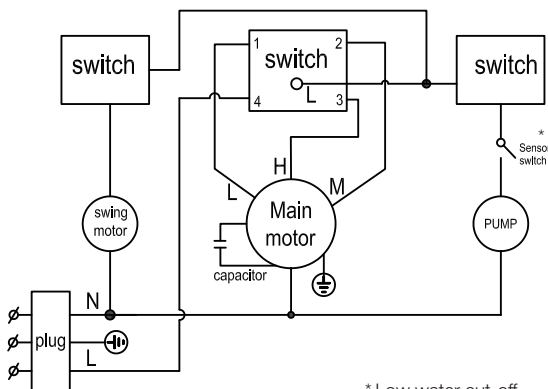 switch
1
2
switch
L
4
3
switch
*
Sensor
switch
H
L
M
swing
motor
Main
motor
PUMP
capacitor
N
plug
L
* Low water cut-off